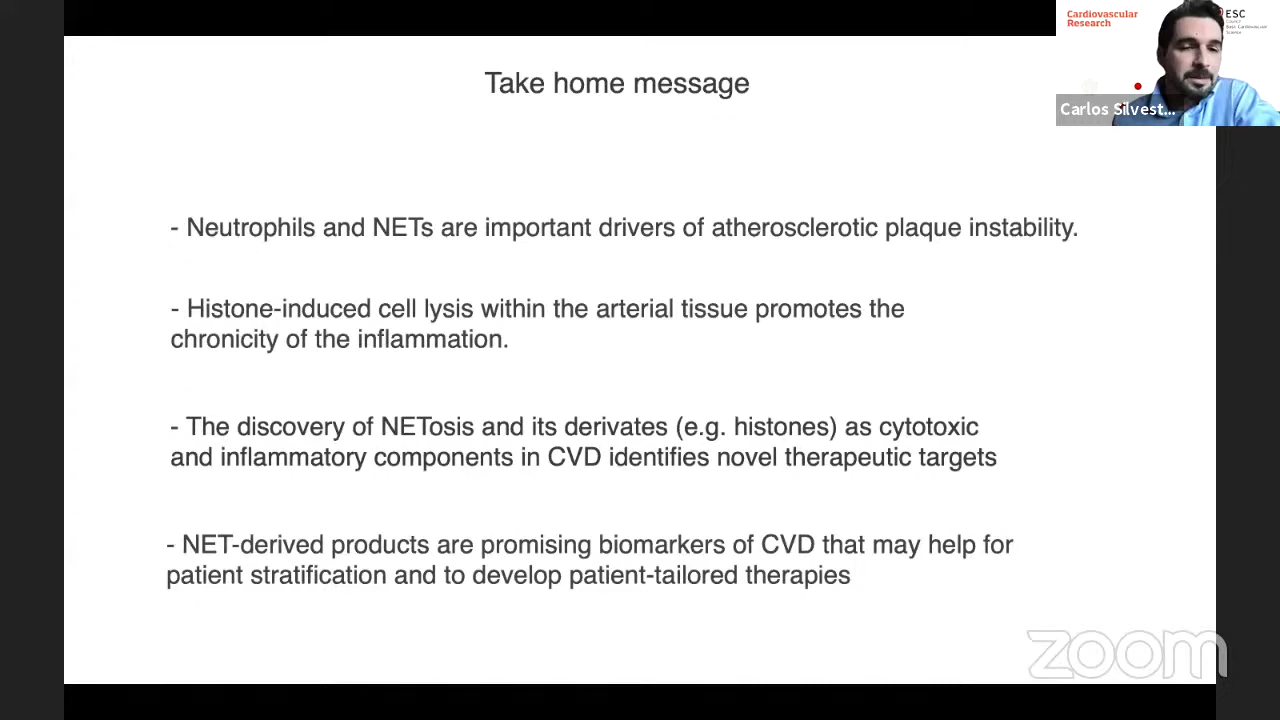 Cardiovascular
Research
ESC
Take home message
Carlos Silvest...
- Neutrophils and NETs are important drivers of atherosclerotic plaque instability.
- Histone-induced cell lysis within the arterial tissue promotes the
chronicity of the inflammation.
- The discovery of NETosis and its derivates (e.g. histones) as cytotoxic
and inflammatory components in CVD identifies novel therapeutic targets
- NET-derived products are promising biomarkers of CVD that may help for
patient stratification and to develop patient-tailored therapies
zoom